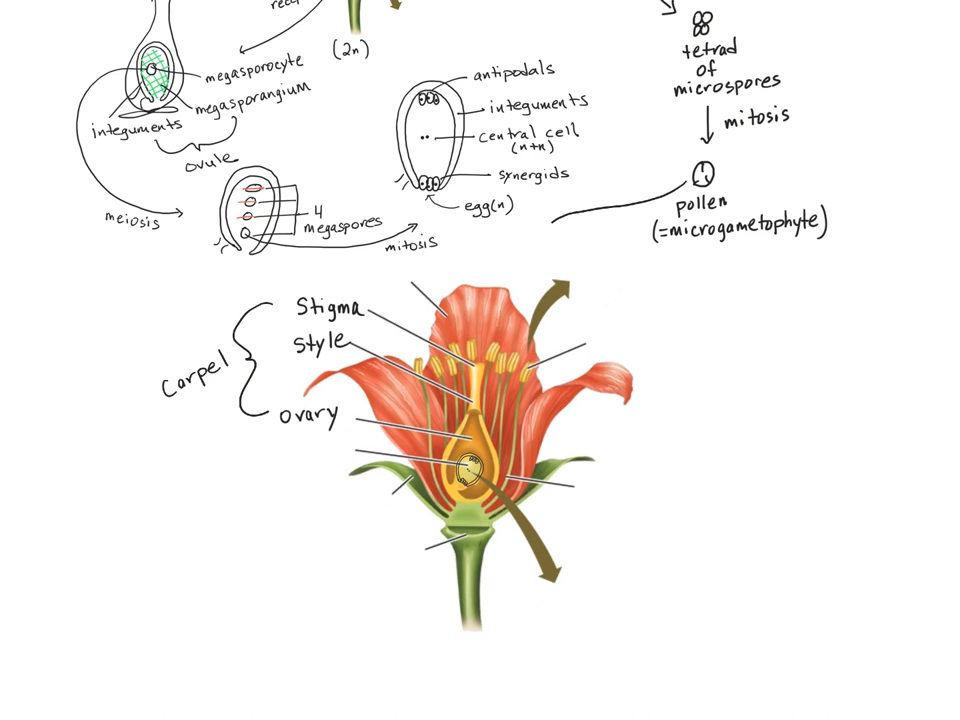 (2n)
megasporocyte
megasporangium
integuments
ovule
meiosis
4
megaspores
mitosis
antipodals
integuments
central cell
(n+n)
synergids
egg(n)
tetrad
of
microspores
mitosis
pollen
(=microgametophyte)
Stigma
Style
Carpel
ovary